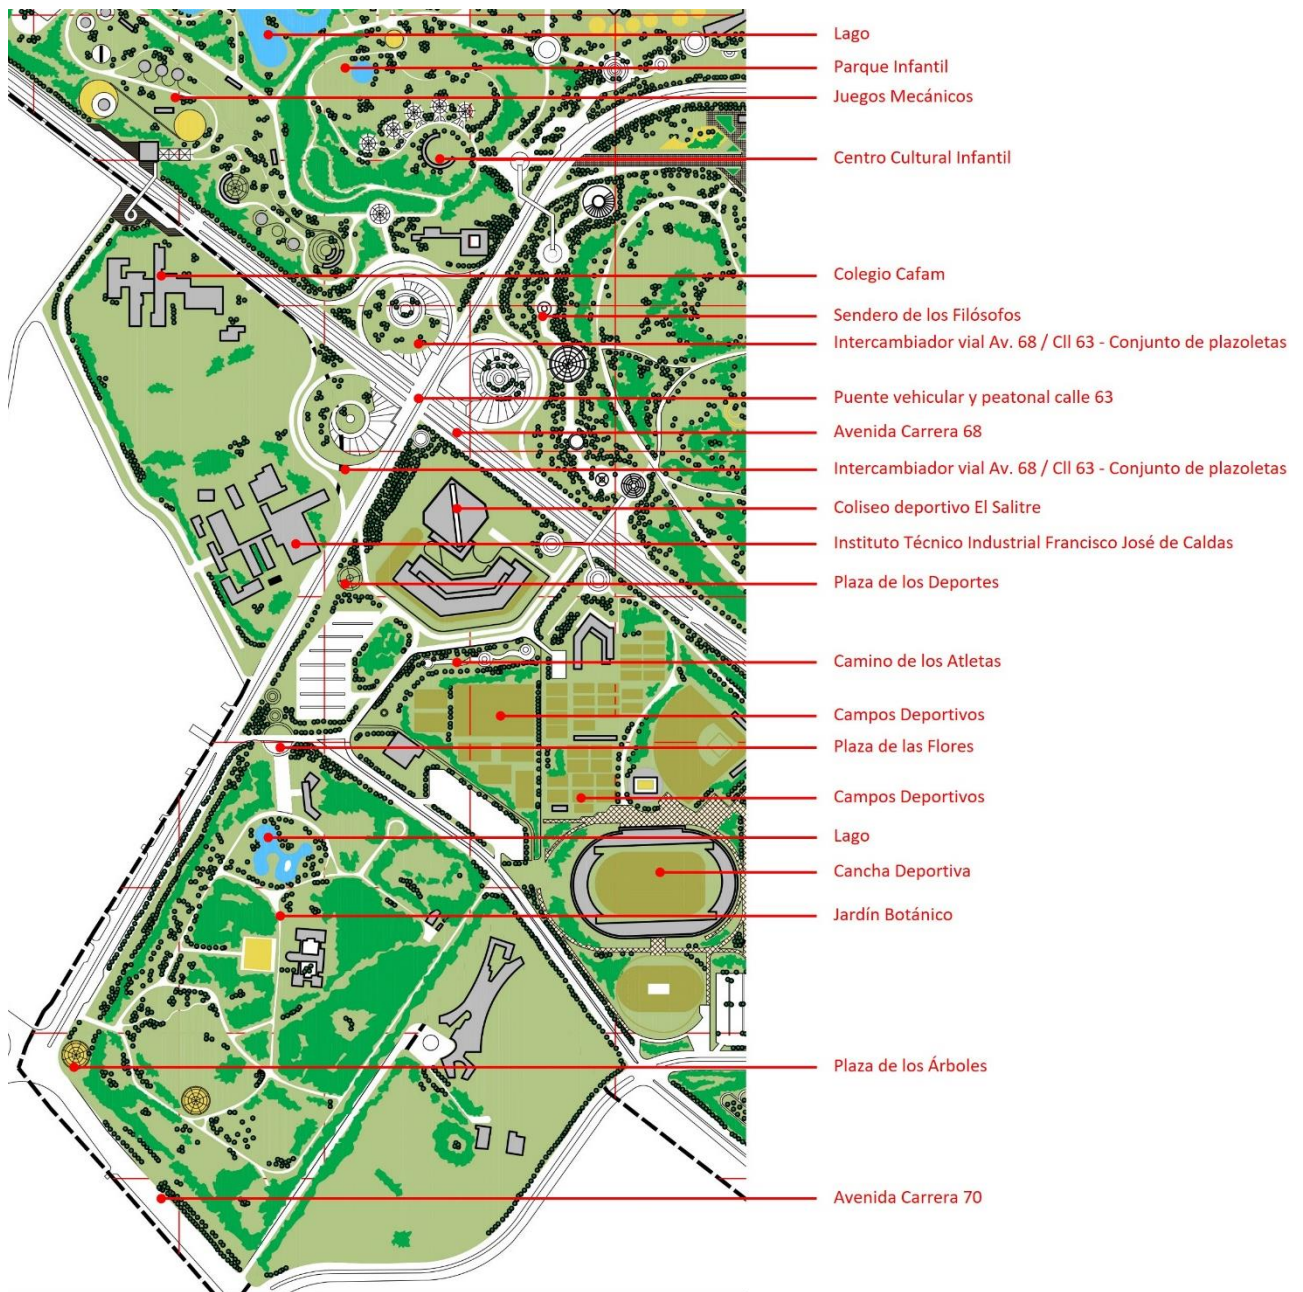 Lago
Parque Infantil
Juegos Mecánicos
Centro Cultural Infantil
Colegio Cafam
Sendero de los Filósofos
Intercambiador vial Av. 68 / Cll 63 - Conjunto de plazoletas
Puente vehicular y peatonal calle 63
Avenida Carrera 68
Intercambiador vial Av. 68 / Cll 63 - Conjunto de plazoletas
Coliseo deportivo El Salitre
Instituto Técnico Industrial Francisco José de Caldas
Plaza de los Deportes
Camino de los Atletas
Campos Deportivos
Plaza de las Flores
Campos Deportivos
Lago
Cancha Deportiva
Jardín Botánico
Plaza de los Árboles
Avenida Carrera 70